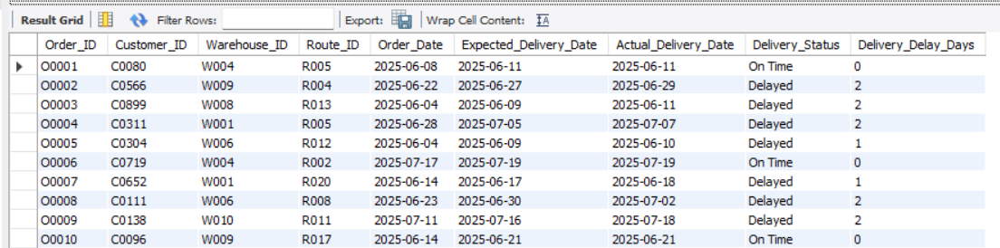 Result Grid Filter Rows: Export: Wrap Cell Content:
Order_ID Customer_ID Warehouse_ID Route_ID Order_Date Expected_Delivery_Date Actual_Delivery_Date Delivery_Status Delivery_Delay_Days
O0001 C0080 W004 R005 2025-06-08 2025-06-11 2025-06-11 On Time 0
O0002 C0566 W009 R004 2025-06-22 2025-06-27 2025-06-29 Delayed 2
O0003 C0899 W008 R013 2025-06-04 2025-06-09 2025-06-11 Delayed 2
O0004 C0311 W001 R005 2025-06-28 2025-07-05 2025-07-07 Delayed 2
O0005 C0304 W006 R012 2025-06-04 2025-06-09 2025-06-10 Delayed 1
O0006 C0719 W004 R002 2025-07-17 2025-07-19 2025-07-19 On Time 0
O0007 C0652 W001 R020 2025-06-14 2025-06-17 2025-06-18 Delayed 1
O0008 C0111 W006 R008 2025-06-23 2025-06-30 2025-07-02 Delayed 2
O0009 C0138 W010 R011 2025-07-11 2025-07-16 2025-07-18 Delayed 2
O0010 C0096 W009 R017 2025-06-14 2025-06-21 2025-06-21 On Time 0